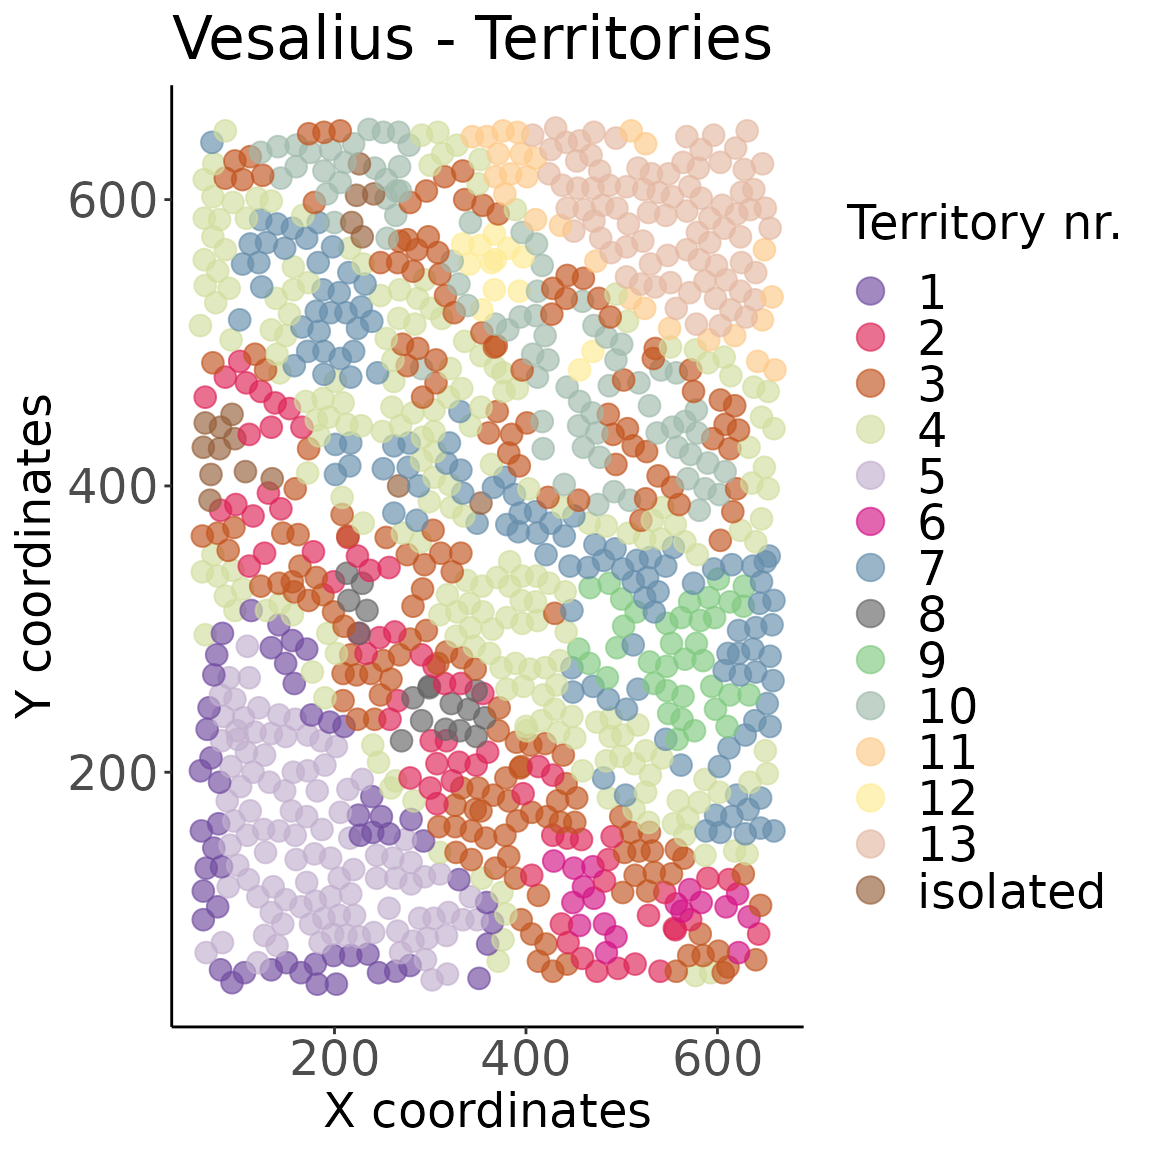 Vesalius - Territories
600
400
200
Y coordinates
200 400 600
X coordinates
Territory nr.
1
2
3
4
5
6
7
8
9
10
11
12
13
isolated